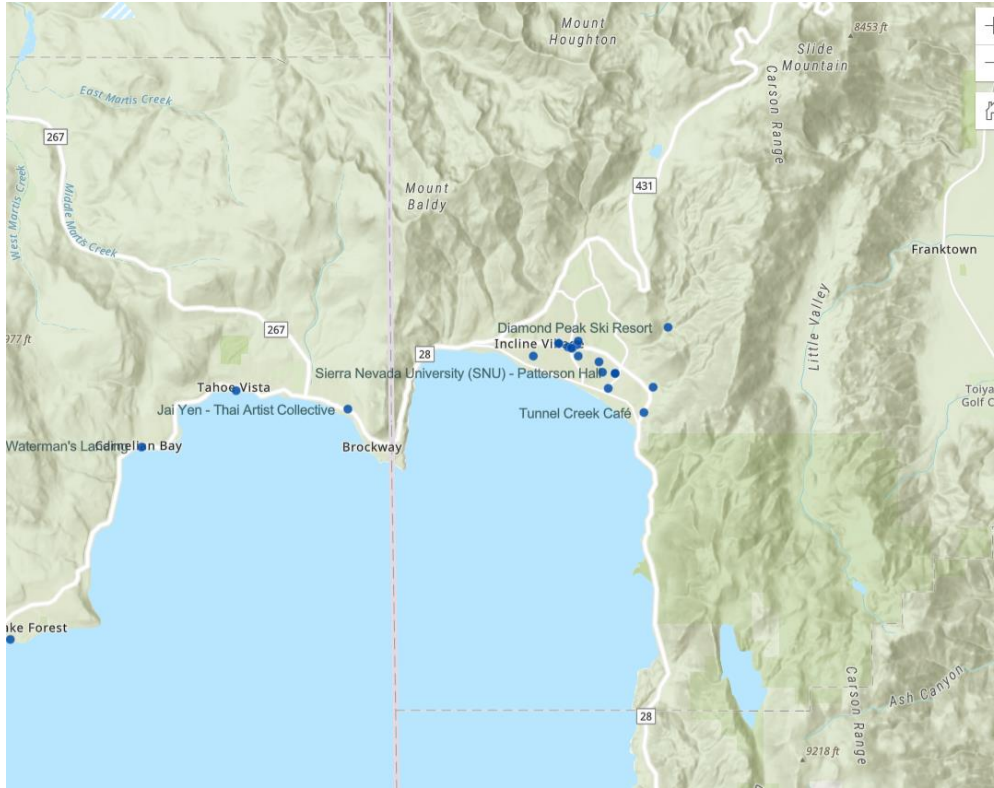 Mount
Houghton
8453 ft
Slide
Mountain
Carson Range
East Martis Creek
267
West Martis Creek
Middle Martis Creek
431
Mount
Baldy
Franktown
Little Valley
267
977 ft
Diamond Peak Ski Resort
28
Incline Village
Sierra Nevada University (SNU) - Patterson Hall
Tahoe Vista
Toiya
Golf C
Jai Yen - Thai Artist Collective
Tunnel Creek Café
Waterman's Landing
Carnelian Bay
Brockway
ake Forest
Carson Range
Ash Canyon
28
9218 ft